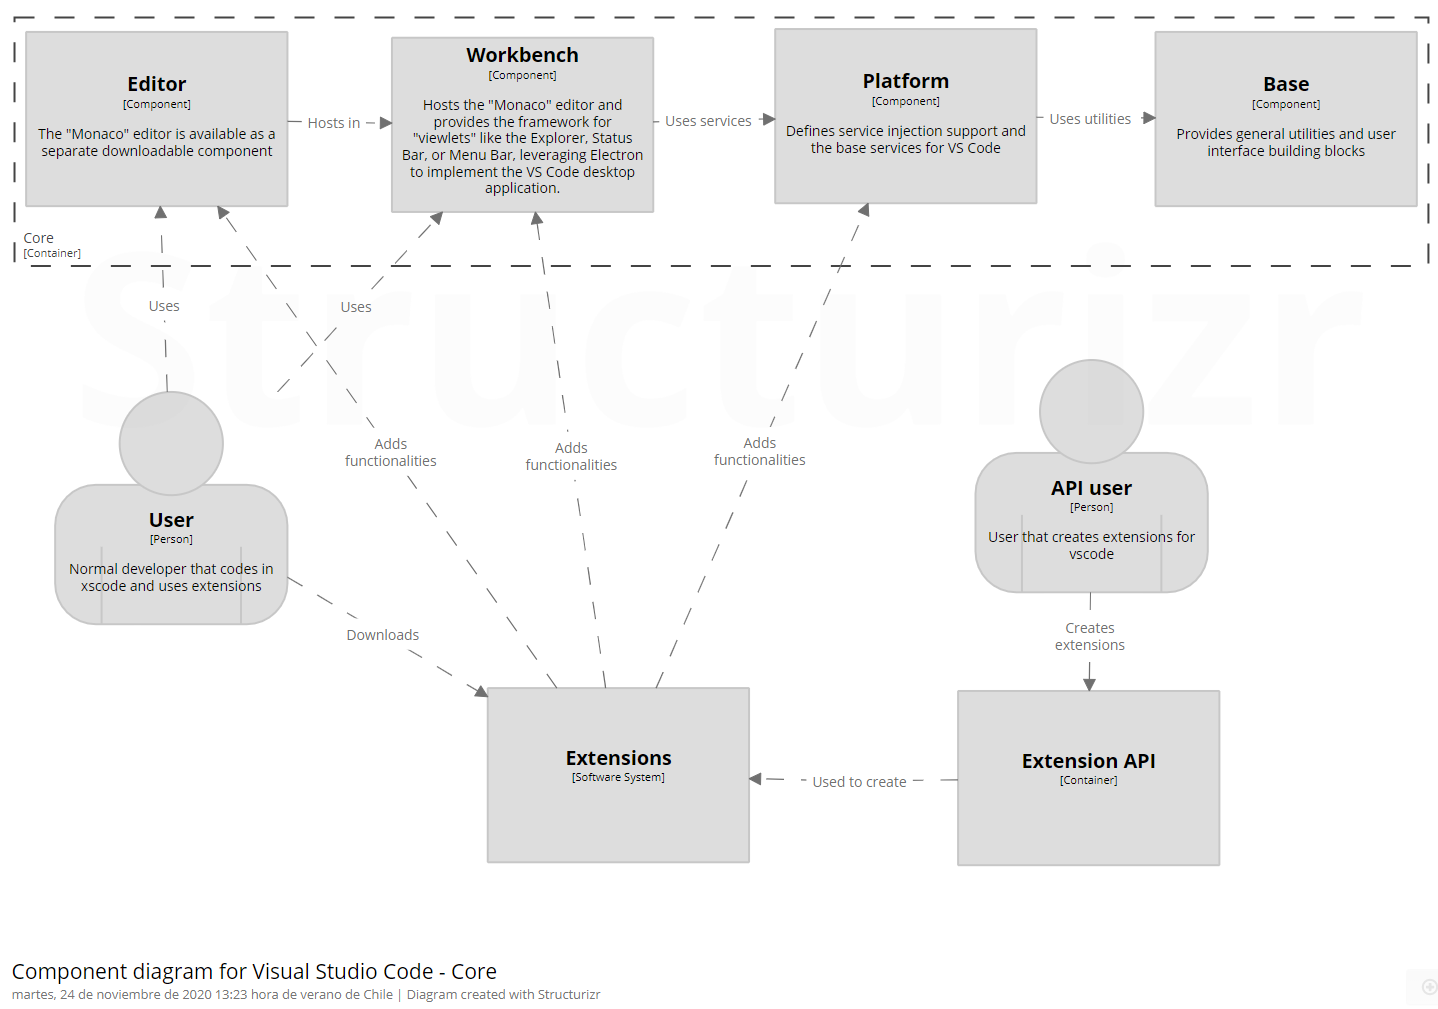 Editor
[Component]
The "Monaco" editor is available as a
separate downloadable component
Hosts in
Workbench
[Component]
Hosts the "Monaco" editor and
provides the framework for
"viewlets" like the Explorer, Status
Bar, or Menu Bar, leveraging Electron
to implement the VS Code desktop
application.
Uses services
Platform
[Component]
Defines service injection support and
the base services for VS Code
Uses utilities
Base
[Component]
Provides general utilities and user
interface building blocks
Core
[Container]
Structurizr
Uses
Uses
Adds
functionalities
Adds
functionalities
Adds
functionalities
User
[Person]
Normal developer that codes in
xscode and uses extensions
API user
[Person]
User that creates extensions for
vscode
Downloads
Creates
extensions
Extensions
[Software System]
Used to create
Extension API
[Container]
Component diagram for Visual Studio Code - Core
martes, 24 de noviembre de 2020 13:23 hora de verano de Chile | Diagram created with Structurizr